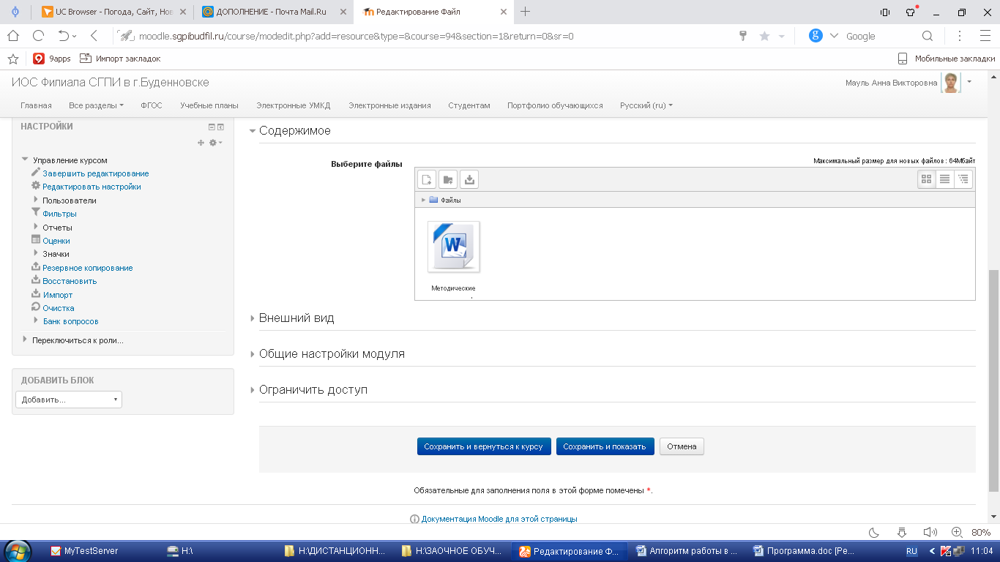 UC Browser - Погода, Сайт, Нов
ДОПОЛНЕНИЕ - Почта Mail.Ru
Редактирование Файл
moodle.sgpibudfil.ru/course/modedit.php?add=resource&type=&course=94&section=1&return=0&sr=0
Google
9apps
Импорт закладок
Мобильные закладки
ИОС Филиала СГПИ в г.Буденновске
Мауль Анна Викторовна
Главная Все разделы ФГОС Учебные планы Электронные УМКД Электронные издания Студентам Портфолио обучающихся Русский (ru)
НАСТРОЙКИ
Управление курсом
Завершить редактирование
Редактировать настройки
Пользователи
Фильтры
Отчеты
Оценки
Значки
Резервное копирование
Восстановить
Импорт
Очистка
Банк вопросов
Переключиться к роли...
ДОБАВИТЬ БЛОК
Добавить...
Содержимое
Выберите файлы
Максимальный размер для новых файлов: 64Мбайт
Файлы
Методические
Внешний вид
Общие настройки модуля
Ограничить доступ
Сохранить и вернуться к курсу
Сохранить и показать
Отмена
Обязательные для заполнения поля в этой форме помечены *.
Документация Moodle для этой страницы
80%
MyTestServer
H:\
H:\ДИСТАНЦИОНН...
H:\ЗАОЧНОЕ ОБУЧ...
Редактирование Ф...
Алгоритм работы в ...
Программа.doc [Ре...
RU
11:04